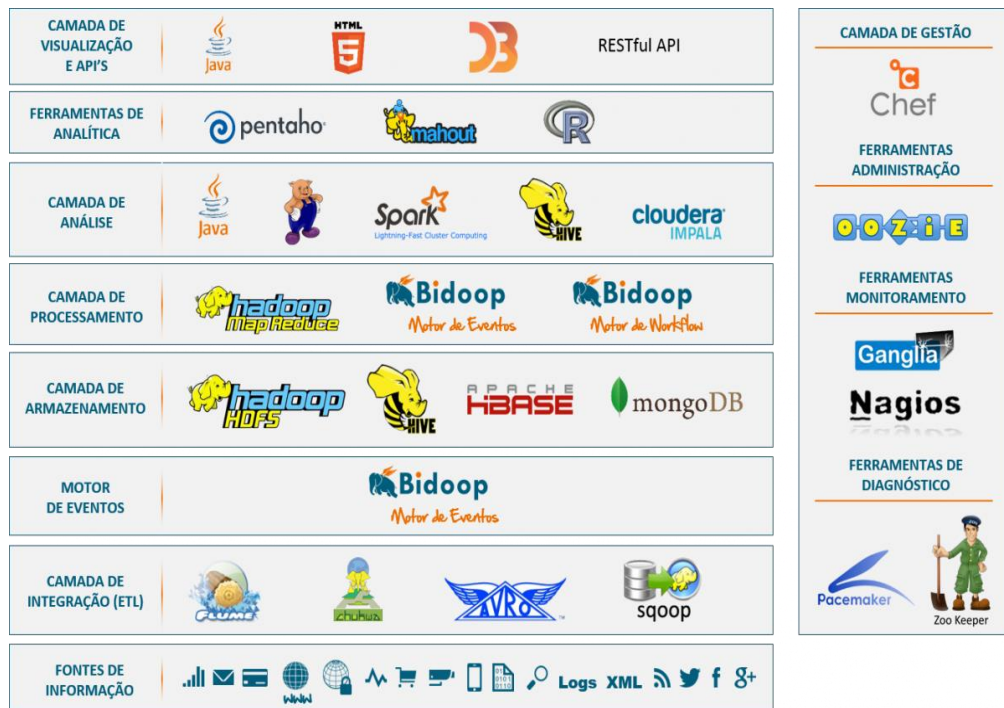 CAMADA DE
VISUALIZAÇÃO
E API'S
Java
HTML
5
D3
RESTful API
FERRAMENTAS DE
ANALÍTICA
pentaho
mahout
R
CAMADA DE
ANÁLISE
Java
Spark
Lightning-Fast Cluster Computing
HIVE
cloudera
IMPALA
CAMADA DE
PROCESSAMENTO
hadoop
Map Reduce
Bidoop
Motor de Eventos
Bidoop
Motor de Workflow
CAMADA DE
ARMAZENAMENTO
hadoop
HDFS
HIVE
APACHE
HBASE
mongoDB
MOTOR
DE EVENTOS
Bidoop
Motor de Eventos
CAMADA DE
INTEGRAÇÃO (ETL)
FLUME
chukwa
AVRO
TM
sqoop
FONTES DE
INFORMAÇÃO
www
Logs XML f g+
CAMADA DE GESTÃO
C
Chef
FERRAMENTAS
ADMINISTRAÇÃO
OOZiE
FERRAMENTAS
MONITORAMENTO
Ganglia
Nagios
FERRAMENTAS DE
DIAGNÓSTICO
Pacemaker
Zoo Keeper